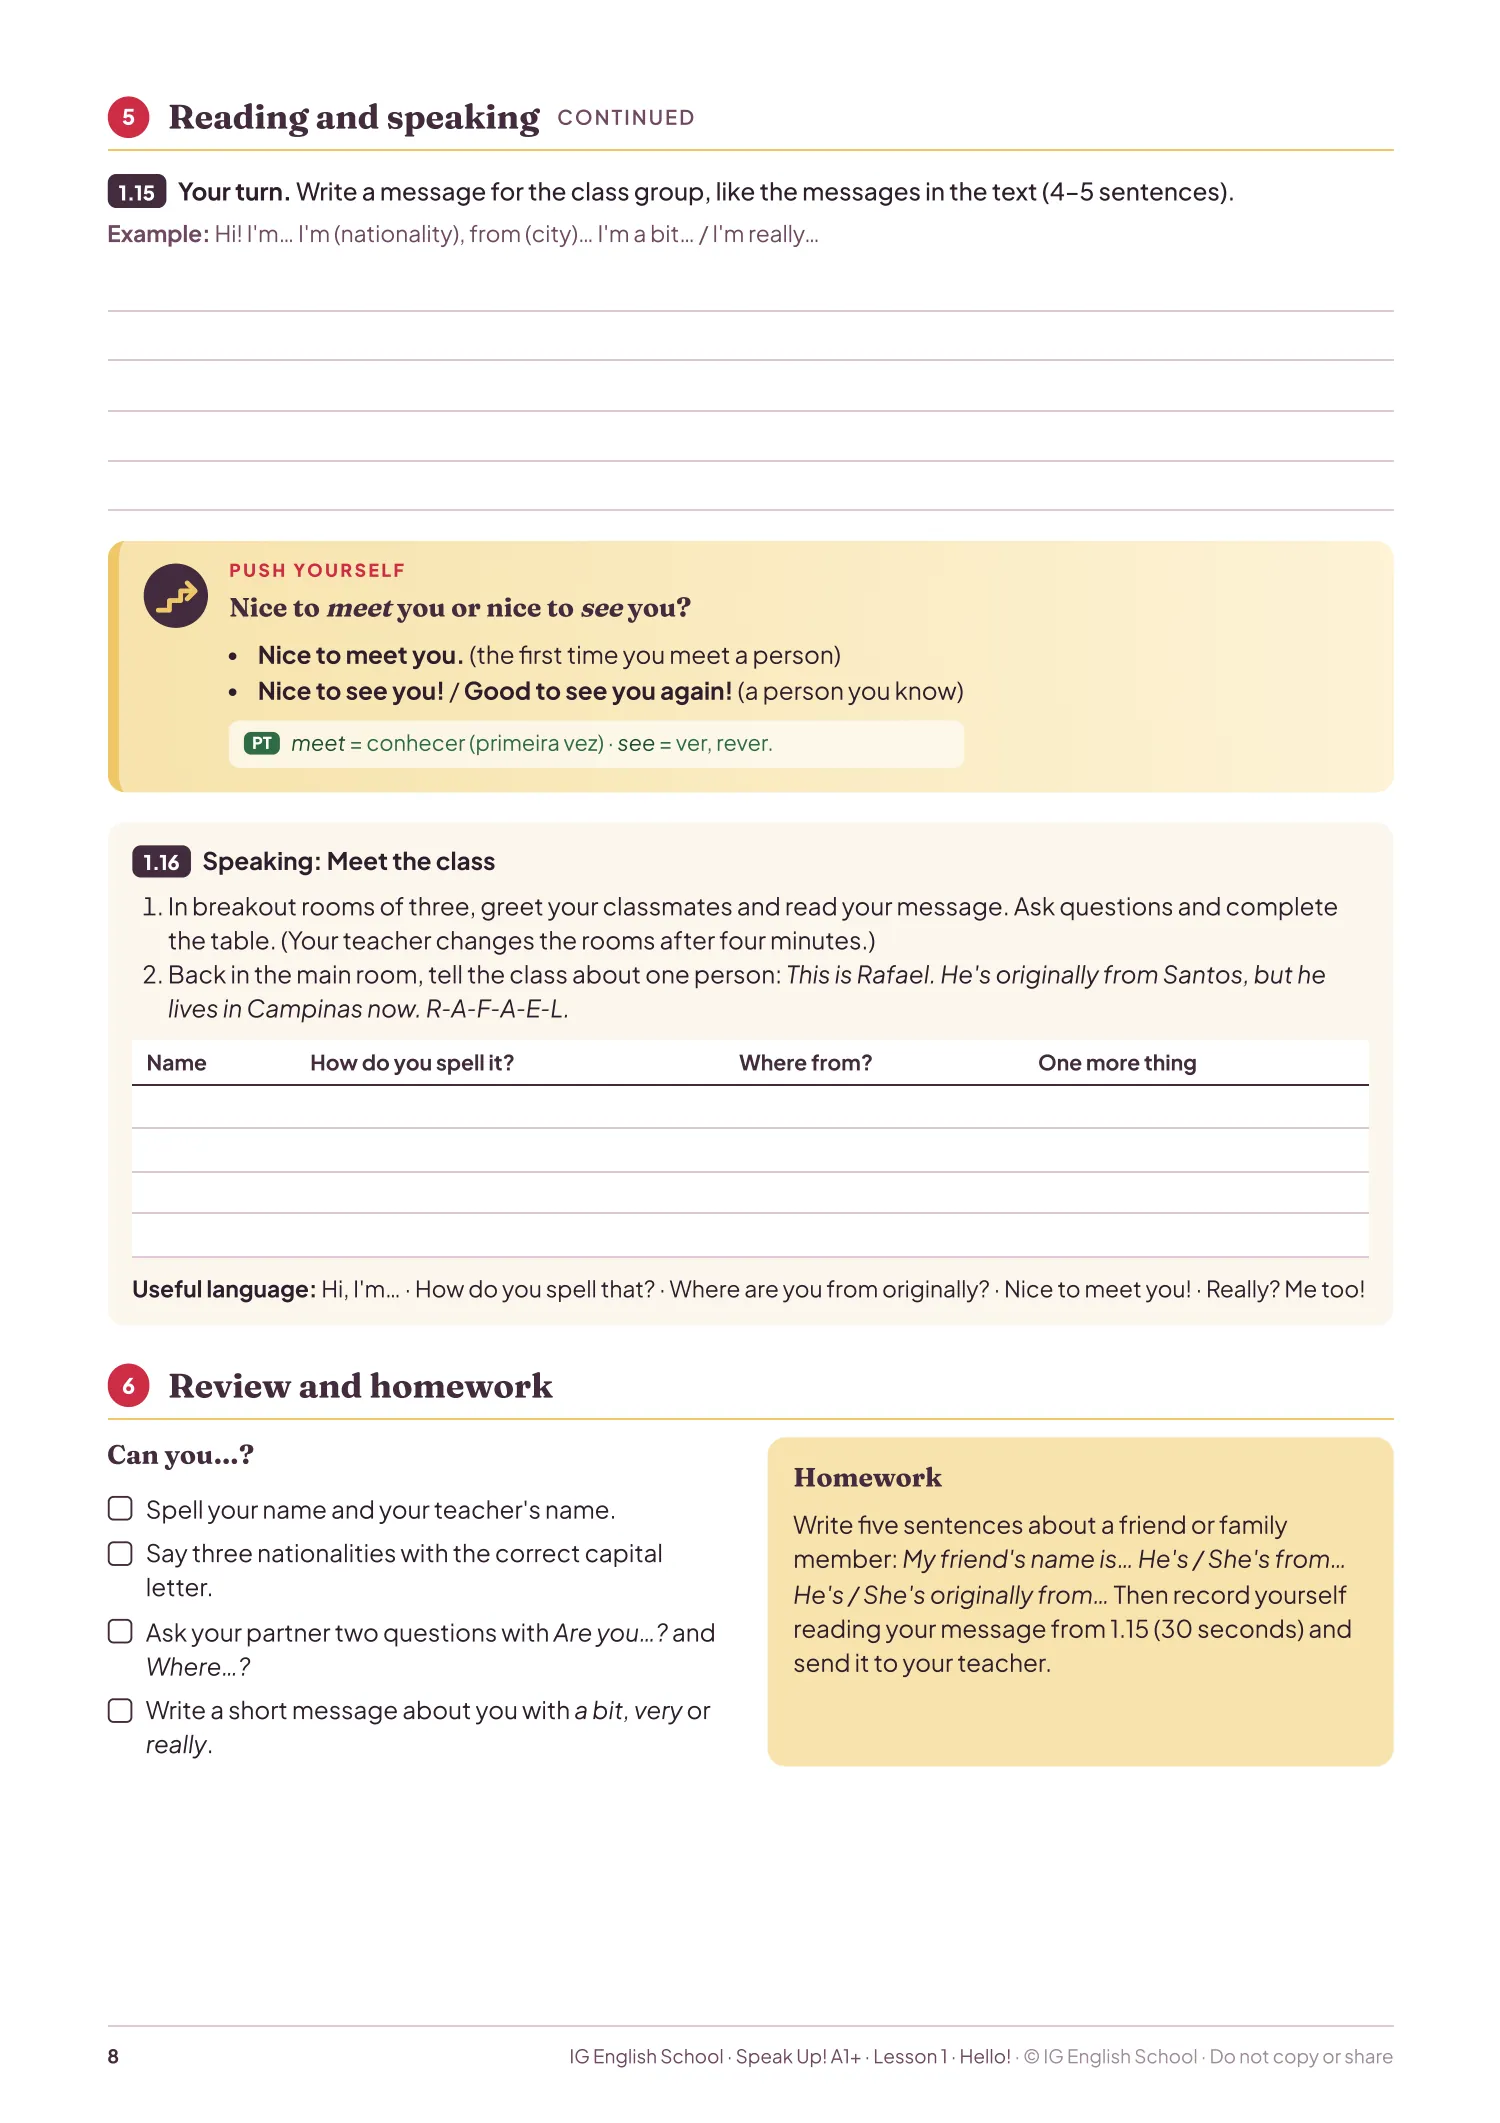 5 Reading and speaking CONTINUED
1.15 Your turn. Write a message for the class group, like the messages in the text (4–5 sentences).
Example: Hi! I'm... I'm (nationality), from (city)... I'm a bit... / I'm really...
PUSH YOURSELF
Nice to meet you or nice to see you?
• Nice to meet you. (the first time you meet a person)
• Nice to see you! / Good to see you again! (a person you know)
PT meet = conhecer (primeira vez) · see = ver, rever.
1.16 Speaking: Meet the class
1. In breakout rooms of three, greet your classmates and read your message. Ask questions and complete
the table. (Your teacher changes the rooms after four minutes.)
2. Back in the main room, tell the class about one person: This is Rafael. He's originally from Santos, but he
lives in Campinas now. R-A-F-A-E-L.
Name How do you spell it? Where from? One more thing
Useful language: Hi, I'm... · How do you spell that? · Where are you from originally? · Nice to meet you! · Really? Me too!
6 Review and homework
Can you...?
Spell your name and your teacher's name.
Say three nationalities with the correct capital
letter.
Ask your partner two questions with Are you...? and
Where...?
Write a short message about you with a bit, very or
really.
Homework
Write five sentences about a friend or family
member: My friend's name is... He's / She's from...
He's / She's originally from... Then record yourself
reading your message from 1.15 (30 seconds) and
send it to your teacher.
8 IG English School · Speak Up! A1+ · Lesson 1 · Hello! · © IG English School · Do not copy or share